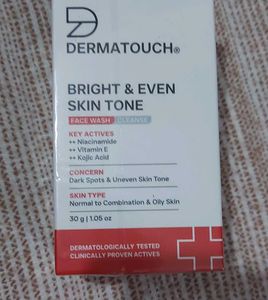 DERMATOUCH®
BRIGHT & EVEN
SKIN TONE
FACE WASH CLEANSE
KEY ACTIVES
•• Niacinamide
•• Vitamin E
•• Kojic Acid
CONCERN
Dark Spots & Uneven Skin Tone
SKIN TYPE
Normal to Combination & Oily Skin
30 g | 1.05 oz
DERMATOLOGICALLY TESTED
CLINICALLY PROVEN ACTIVES